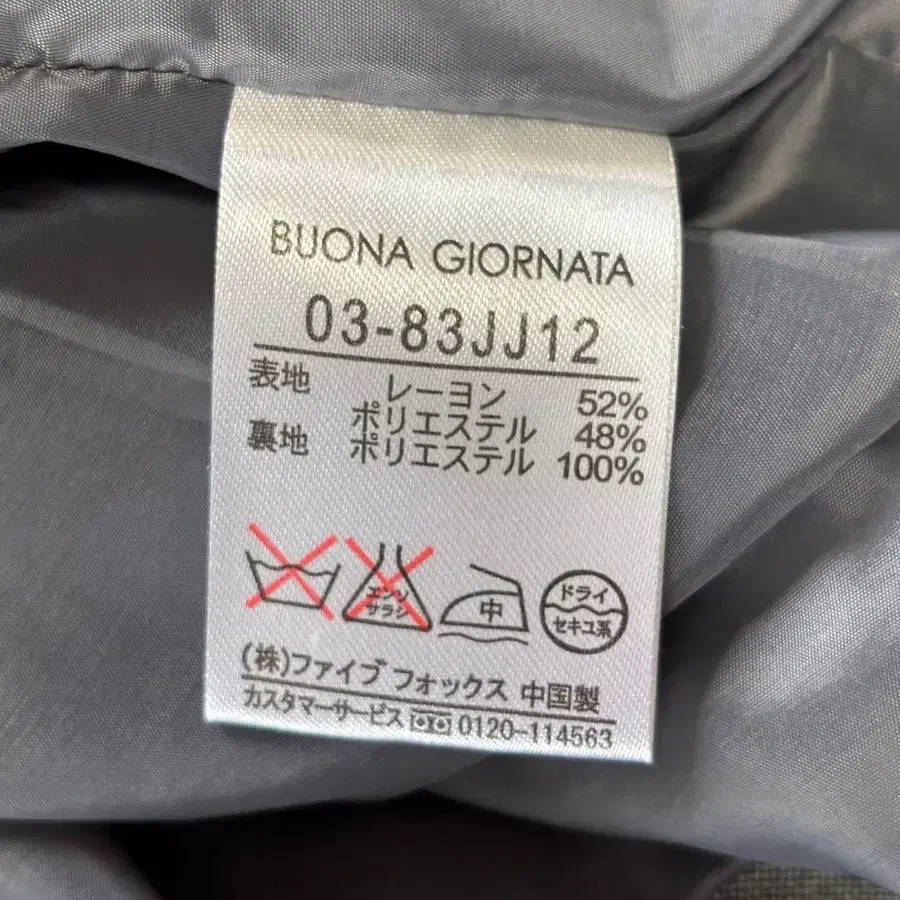 BUONA GIORNATA
03-83JJ12
表地 レーヨン 52%
ポリエステル 48%
裏地 ポリエステル 100%
エンソ
サラシ
中
ドライ
セキユ系
(株)ファイブ フォックス 中国製
カスタマーサービス 0120-114563